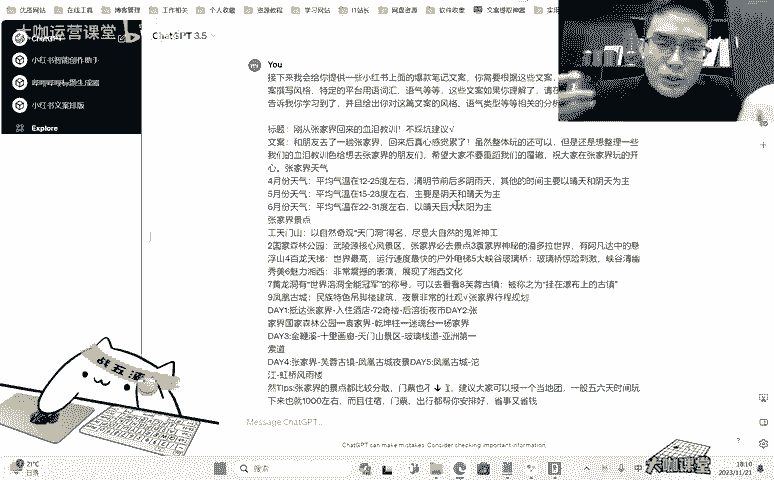 优质网站 在线工具 博客管理 工作相关 个人收藏 资源教程 学习网站 IT站长 网盘资源 软件收集 文案提取神器
大咖运营课堂
ChatGPT
小红书智能创作助手
小红书文案排版
Explore
ChatGPT 3.5
You
接下来我会给你提供一些小红书上面的爆款笔记文案，你需要根据这些文案，
案撰写风格，特定的平台用语词汇，语气等等。这些文案如果你理解了，请在
告诉我你学习到了，并且给出你对这篇文案的风格，语气类型等等相关的分析
标题：刚从张家界回来的血泪教训！不踩坑建议√
文案：和朋友去了一趟张家界，回来后真心感觉累了！虽然整体玩的还可以，但是还是想整理一些
我们的血泪教训色给想去张家界的朋友们，希望大家不要重蹈我们的覆辙，祝大家在张家界玩的开
心。张家界天气
4月份天气：平均气温在12-25度左右，清明节前后多阴雨天，其他的时间主要以晴天和阴天为主
5月份天气：平均气温在15-28度左右，主要是阴天和晴天为主
6月份天气：平均气温在22-31度左右，以晴天且大太阳为主
张家界景点
工天门山：以自然奇观“天门洞”得名，尽显大自然的鬼斧神工
2国家森林公园：武陵源核心风景区，张家界必去景点3袁家界神秘的潘多拉世界，有阿凡达中的悬
浮山4百龙天梯：世界最高，运行速度最快的户外电梯5大峡谷玻璃桥：玻璃桥惊险刺激，峡谷清幽
秀美6魅力湘西：非常震撼的表演，展现了湘西文化
7黄龙洞有“世界溶洞全能冠军”的称号，可以去看看8芙蓉古镇：被称之为“挂在瀑布上的古镇”
9凤凰古城：民族特色吊脚楼建筑，夜景非常的壮观√张家界行程规划
DAY1:抵达张家界-入住酒店-72奇楼-后溶街夜市DAY2:张
家界国家森林公园一袁家界-乾坤柱一迷魂台一杨家界
DAY3:金鞭溪-十里画廊-天门山景区-玻璃栈道-亚洲第一
索道
DAY4:张家界-芙蓉古镇-凤凰古城夜景DAY5:凤凰古城-沱
江-虹桥风雨楼
然Tips:张家界的景点都比较分散，门票也不 建议大家可以报一个当地团，一般五六天时间玩
下来也就1000左右，而且住宿，门票，出行都帮你安排好，省事又省钱
Message ChatGPT...
ChatGPT can make mistakes. Consider checking important information.
战五渣
21°C
搜索
中
18:10
2023/11/21
大咖课堂